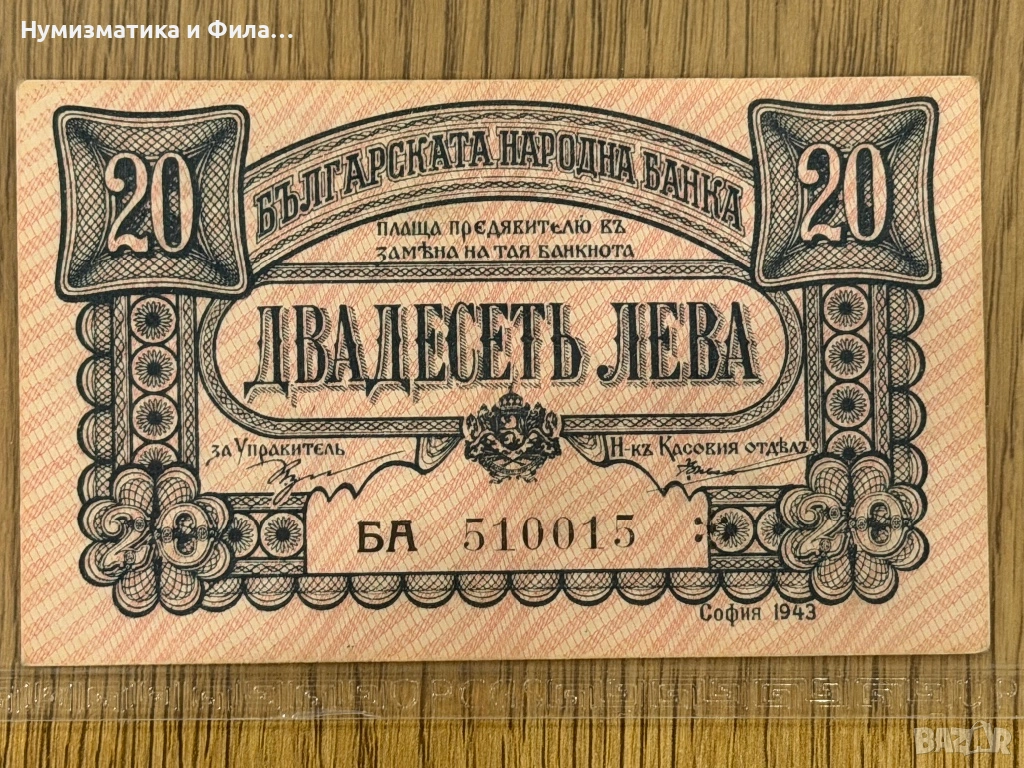 Нумизматика и Фила…
20
20
БЪЛГАРСКАТА НАРОДНА БАНКА
ПЛАЩА ПРЕДЯВИТЕЛЮ ВЪ
ЗАМѢНА НА ТАЯ БАНКНОТА
ДВАДЕСЕТЬ ЛЕВА
за Управитель
Н-къ Касовия отдѣлъ
20
БА 510015
20
София 1943
BAZAR